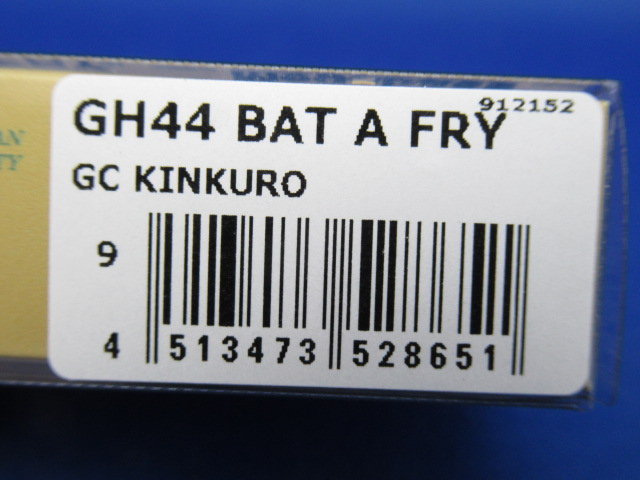 GH44 BAT A FRY
912152
GC KINKURO
9
4 513473 528651